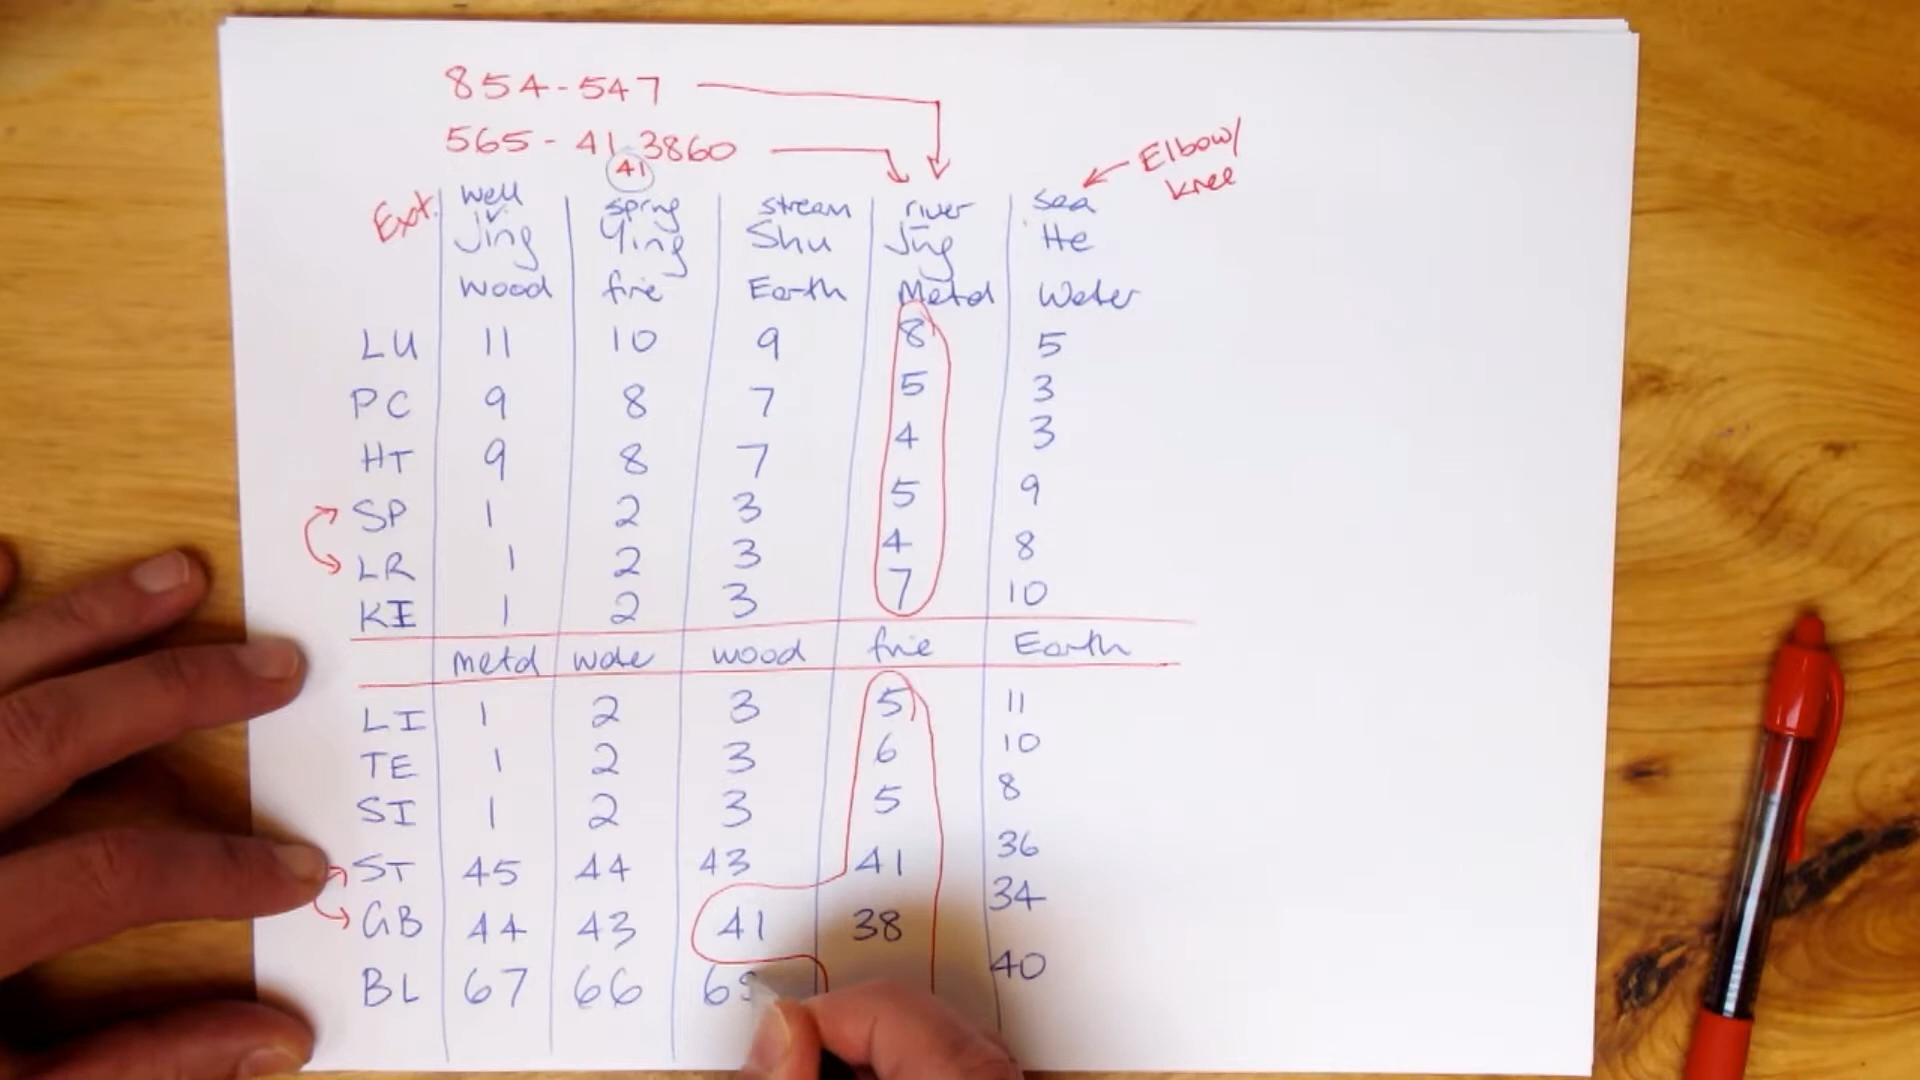 854-547
565-41 3860
41
Elbow/
knee
Ext. well spring stream river sea
Jing Ying Shu Jing He
Wood fire Earth Metal Water
LU 11 10 9 8 5
PC 9 8 7 5 3
HT 9 8 7 4 3
SP 1 2 3 5 9
LR 1 2 3 4 8
KI 1 2 3 7 10
metal water wood fire Earth
LI 1 2 3 5 11
TE 1 2 3 6 10
SI 1 2 3 5 8
ST 45 44 43 41 36
GB 44 43 41 38 34
BL 67 66 40